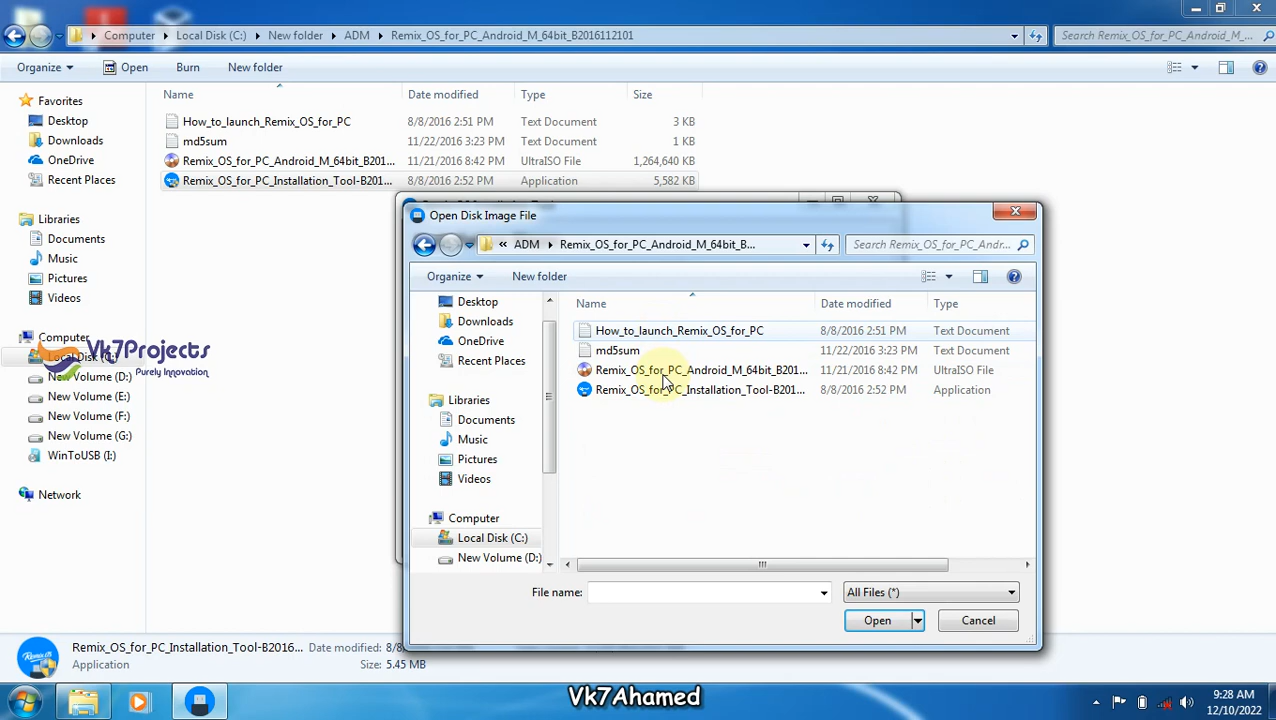 Computer ▸ Local Disk (C:) ▸ New folder ▸ ADM ▸ Remix_OS_for_PC_Android_M_64bit_B2016112101
Search Remix_OS_for_PC_Android_M_...
Organize Open Burn New folder
Favorites
Desktop
Downloads
OneDrive
Recent Places
Libraries
Documents
Music
Pictures
Videos
Computer
Local Disk (C:)
New Volume (D:)
New Volume (E:)
New Volume (F:)
New Volume (G:)
WinToUSB (I:)
Network
Vk7Projects
Purely Innovation
Name Date modified Type Size
How_to_launch_Remix_OS_for_PC 8/8/2016 2:51 PM Text Document 3 KB
md5sum 11/22/2016 3:23 PM Text Document 1 KB
Remix_OS_for_PC_Android_M_64bit_B201... 11/21/2016 8:42 PM UltraISO File 1,264,640 KB
Remix_OS_for_PC_Installation_Tool-B201... 8/8/2016 2:52 PM Application 5,582 KB
Open Disk Image File
« ADM ▸ Remix_OS_for_PC_Android_M_64bit_B...
Search Remix_OS_for_PC_Andr...
Organize New folder
Desktop
Downloads
OneDrive
Recent Places
Libraries
Documents
Music
Pictures
Videos
Computer
Local Disk (C:)
New Volume (D:)
Name Date modified Type
How_to_launch_Remix_OS_for_PC 8/8/2016 2:51 PM Text Document
md5sum 11/22/2016 3:23 PM Text Document
Remix_OS_for_PC_Android_M_64bit_B201... 11/21/2016 8:42 PM UltraISO File
Remix_OS_for_PC_Installation_Tool-B201... 8/8/2016 2:52 PM Application
File name:
All Files (*)
Open Cancel
Remix_OS_for_PC_Installation_Tool-B2016... Date modified:
Application Size: 5.45 MB
Vk7Ahamed
9:28 AM
12/10/2022